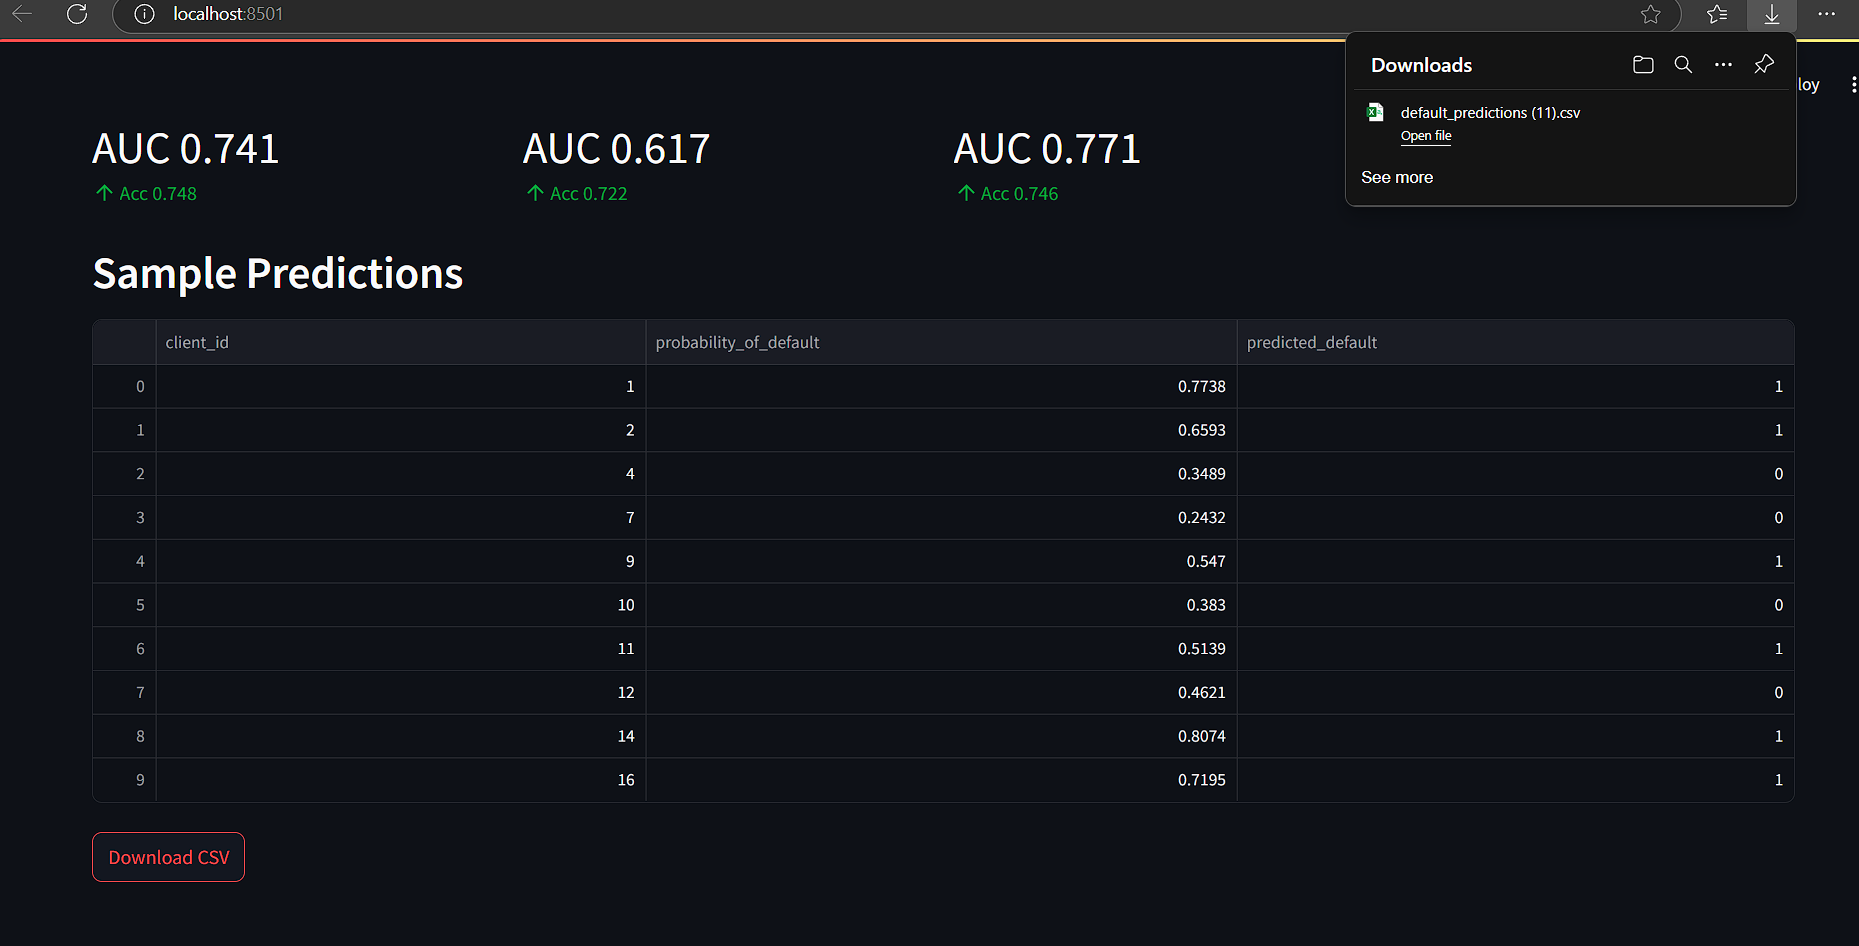 localhost:8501
Downloads
default_predictions (11).csv
Open file
See more
loy
AUC 0.741
Acc 0.748
AUC 0.617
Acc 0.722
AUC 0.771
Acc 0.746
Sample Predictions
client_id probability_of_default predicted_default
0 1 0.7738 1
1 2 0.6593 1
2 4 0.3489 0
3 7 0.2432 0
4 9 0.547 1
5 10 0.383 0
6 11 0.5139 1
7 12 0.4621 0
8 14 0.8074 1
9 16 0.7195 1
Download CSV